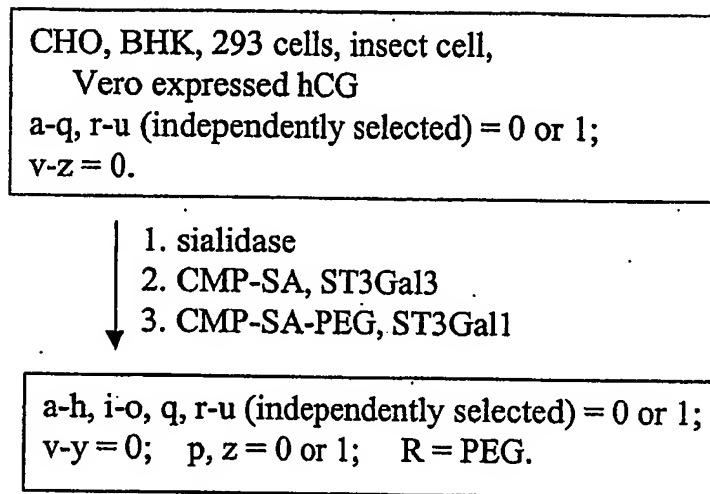 CHO, BHK, 293 cells, insect cell,
Vero expressed hCG
a-q, r-u (independently selected) = 0 or 1;
v-z = 0.
1. sialidase
2. CMP-SA, ST3Gal3
3. CMP-SA-PEG, ST3Gal1
a-h, i-o, q, r-u (independently selected) = 0 or 1;
v-y = 0; p, z = 0 or 1; R = PEG.